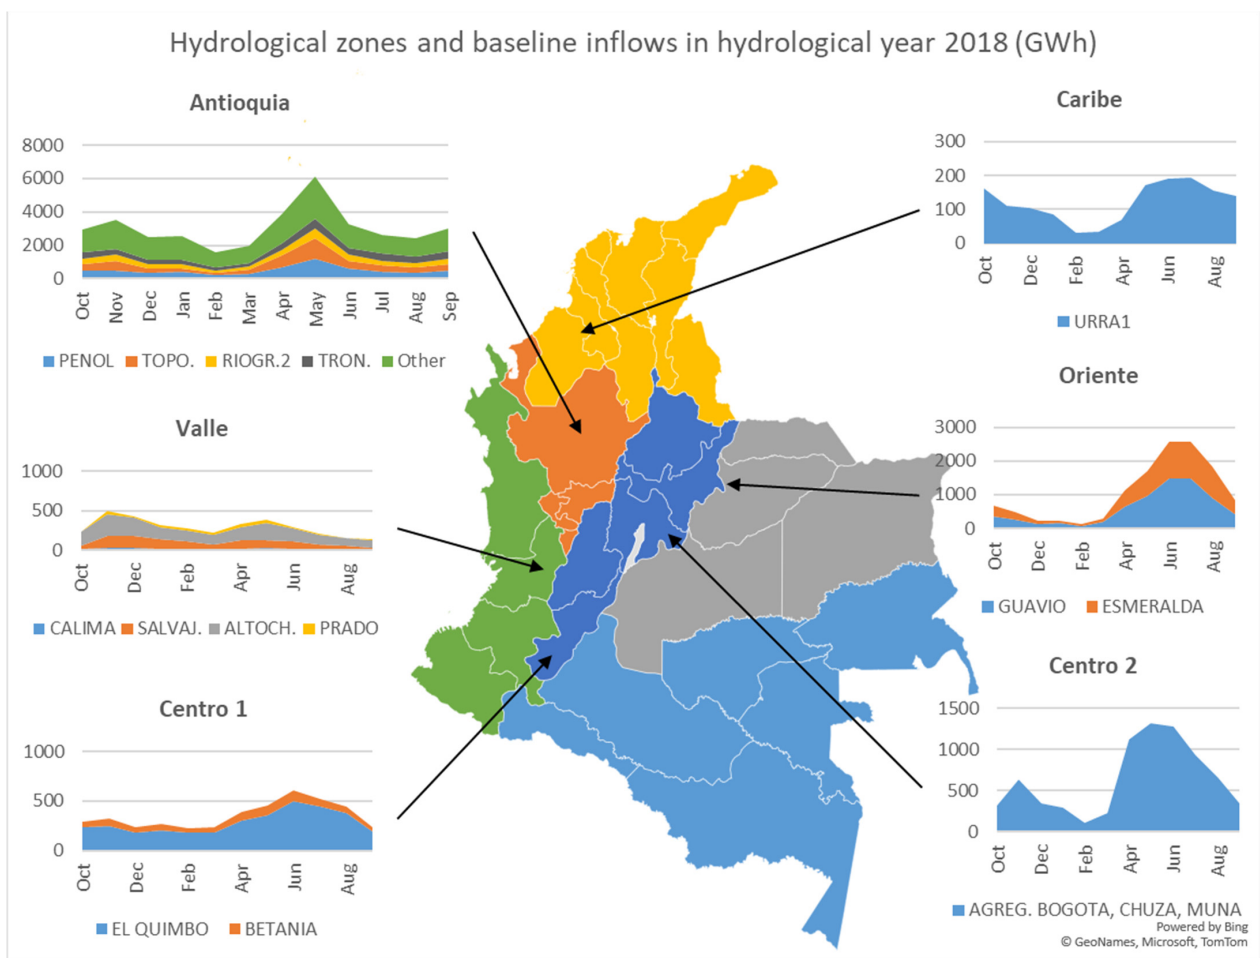 Hydrological zones and baseline inflows in hydrological year 2018 (GWh)
Antioquia
8000
6000
4000
2000
0
Oct Nov Dec Jan Feb Mar Apr May Jun Jul Aug Sep
PENOL TOPO. RIOGR.2 TRON. Other
Valle
1000
500
0
Oct Dec Feb Apr Jun Aug
CALIMA SALVAJ. ALTOCH. PRADO
Centro 1
1000
500
0
Oct Dec Feb Apr Jun Aug
EL QUIMBO BETANIA
Caribe
300
200
100
0
Oct Dec Feb Apr Jun Aug
URRA1
Oriente
3000
2000
1000
0
Oct Dec Feb Apr Jun Aug
GUAVIO ESMERALDA
Centro 2
1500
1000
500
0
Oct Dec Feb Apr Jun Aug
AGREG. BOGOTA, CHUZA, MUNA
Powered by Bing
© GeoNames, Microsoft, TomTom